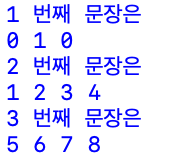 1 번째 문장은
0 1 0
2 번째 문장은
1 2 3 4
3 번째 문장은
5 6 7 8